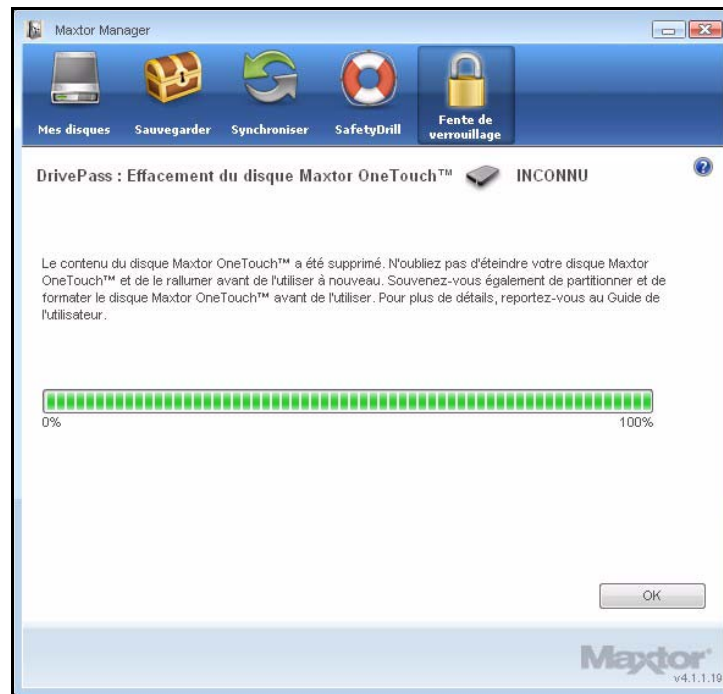 Maxtor Manager
Mes disques
Sauvegarder
Synchroniser
SafetyDrill
Fente de
verrouillage
DrivePass : Effacement du disque Maxtor OneTouch™ INCONNU
Le contenu du disque Maxtor OneTouch™ a été supprimé. N'oubliez pas d'éteindre votre disque Maxtor
OneTouch™ et de le rallumer avant de l'utiliser à nouveau. Souvenez-vous également de partitionner et de
formater le disque Maxtor OneTouch™ avant de l'utiliser. Pour plus de détails, reportez-vous au Guide de
l'utilisateur.
0% 100%
OK
Maxtor
v4.1.1.19